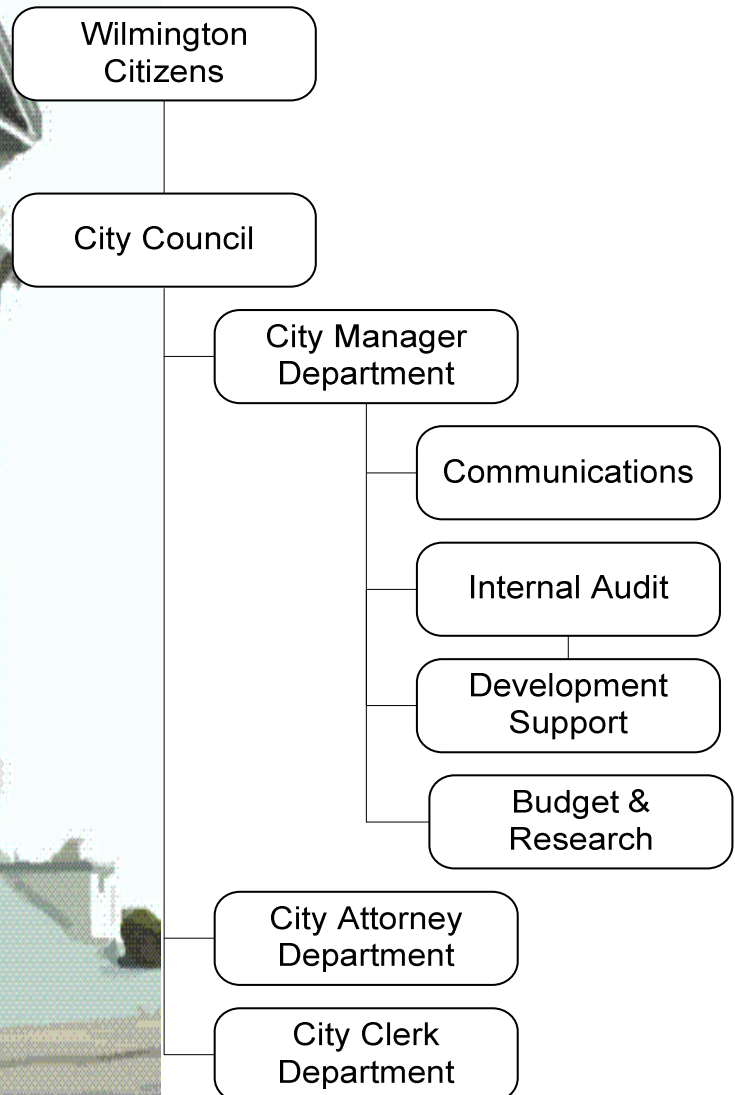 Wilmington
Citizens
City Council
City Manager
Department
Communications
Internal Audit
Development
Support
Budget &
Research
City Attorney
Department
City Clerk
Department